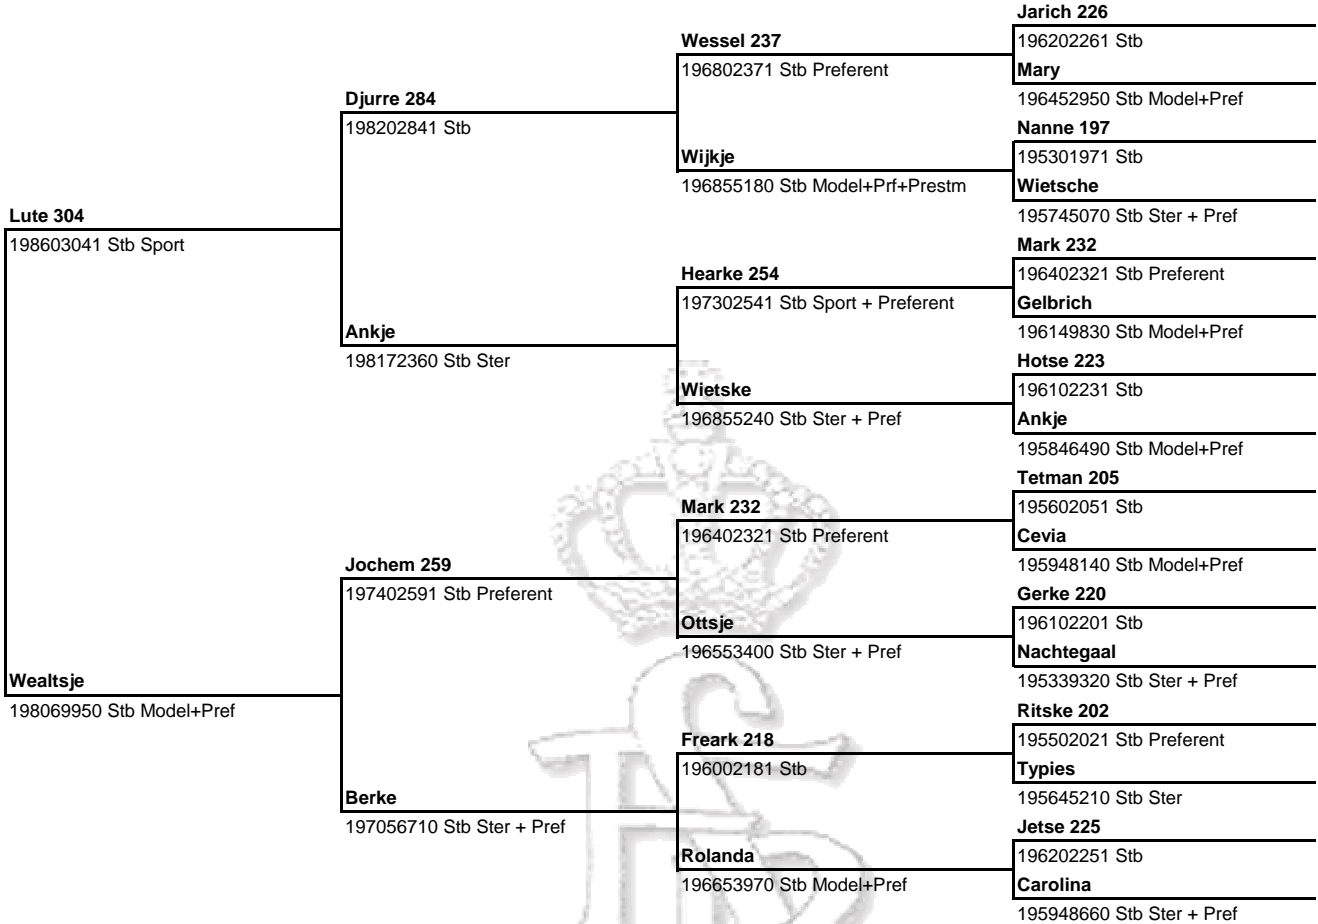 Jarich 226
Wessel 237
196202261 Stb
196802371 Stb Preferent
Mary
Djurre 284
196452950 Stb Model+Pref
198202841 Stb
Nanne 197
Wijkje
195301971 Stb
196855180 Stb Model+Prf+Prestm
Wietsche
Lute 304
195745070 Stb Ster + Pref
198603041 Stb Sport
Mark 232
Hearke 254
196402321 Stb Preferent
197302541 Stb Sport + Preferent
Gelbrich
Ankje
196149830 Stb Model+Pref
198172360 Stb Ster
Hotse 223
Wietske
196102231 Stb
196855240 Stb Ster + Pref
Ankje
195846490 Stb Model+Pref
Tetman 205
Mark 232
195602051 Stb
196402321 Stb Preferent
Cevia
Jochem 259
195948140 Stb Model+Pref
197402591 Stb Preferent
Gerke 220
Ottsje
196102201 Stb
196553400 Stb Ster + Pref
Nachtegaal
Wealtsje
195339320 Stb Ster + Pref
198069950 Stb Model+Pref
Ritske 202
Freark 218
195502021 Stb Preferent
196002181 Stb
Typies
Berke
195645210 Stb Ster
197056710 Stb Ster + Pref
Jetse 225
Rolanda
196202251 Stb
196653970 Stb Model+Pref
Carolina
195948660 Stb Ster + Pref